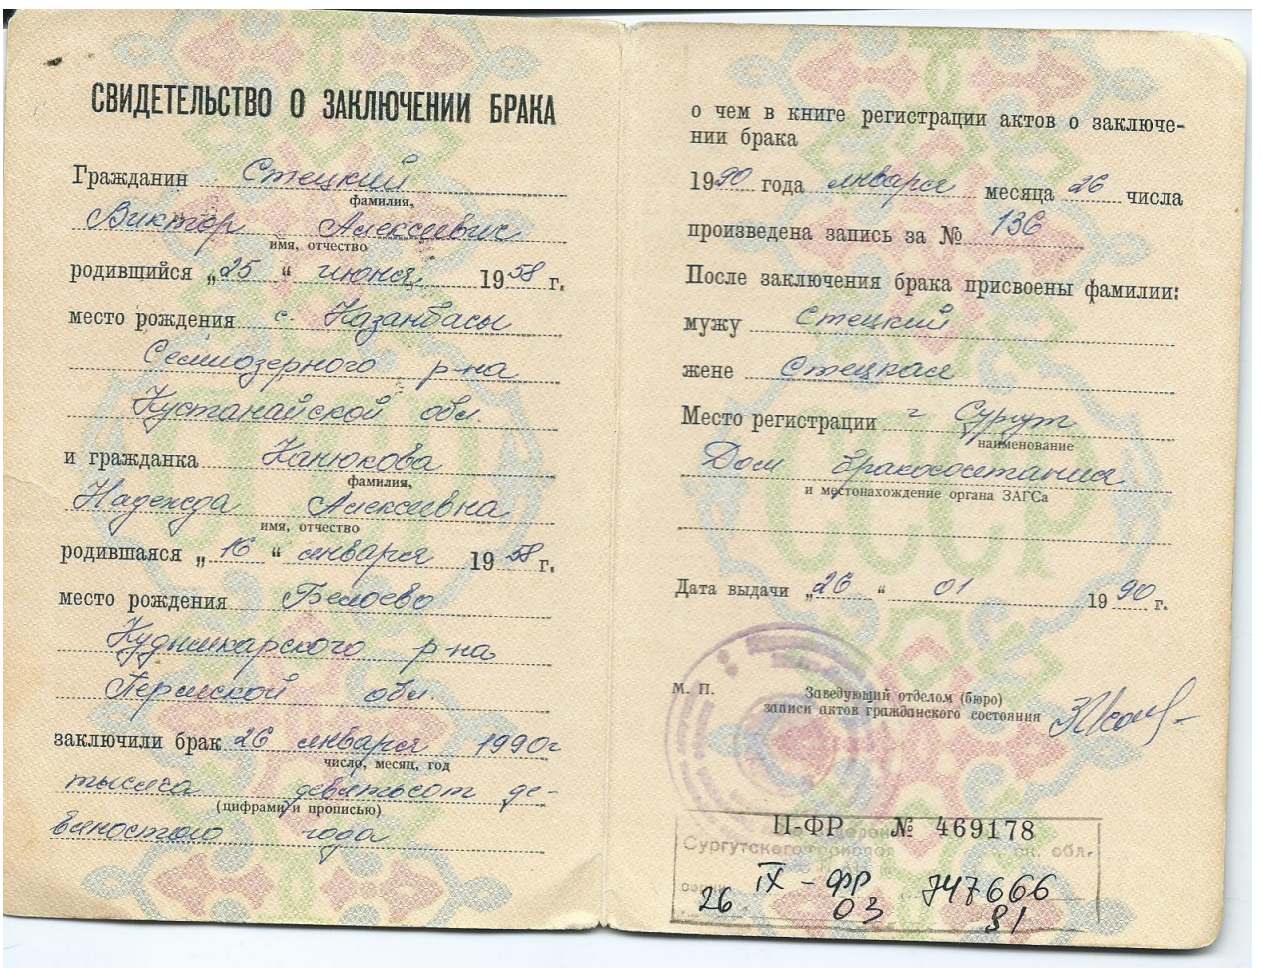 СВИДЕТЕЛЬСТВО О ЗАКЛЮЧЕНИИ БРАКА
Гражданин Стецкий
фамилия,
Виктор Алексеевич
имя, отчество
родившийся „25“ июня 1958 г.
место рождения с. Казанбасы
Семиозерного р-на
Кустанайской обл.
и гражданка Канюкова
фамилия,
Надежда Алексеевна
имя, отчество
родившаяся „16“ января 1958 г.
место рождения Белоево
Кудымкарского р-на
Пермской обл.
заключили брак 26 января 1990г
число, месяц, год
тысяча девятьсот де-
(цифрами и прописью)
вяностого года
о чем в книге регистрации актов о заключе-
нии брака
1990 года января месяца 26 числа
произведена запись за № 136
После заключения брака присвоены фамилии:
мужу Стецкий
жене Стецкая
Место регистрации г Сургут
наименование
Дом бракосочетания
и местонахождение органа ЗАГСа
Дата выдачи „26“ 01 1990 г.
М. П.
Заведующий отделом (бюро)
записи актов гражданского состояния
II-ФР № 469178
Сургутского обл.
IX - ФР 747666
26 03 91